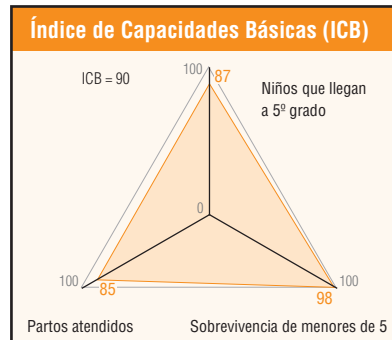 Índice de Capacidades Básicas (ICB)
ICB = 90
100
87
Niños que llegan
a 5º grado
0
100
85
100
98
Partos atendidos
Sobrevivencia de menores de 5